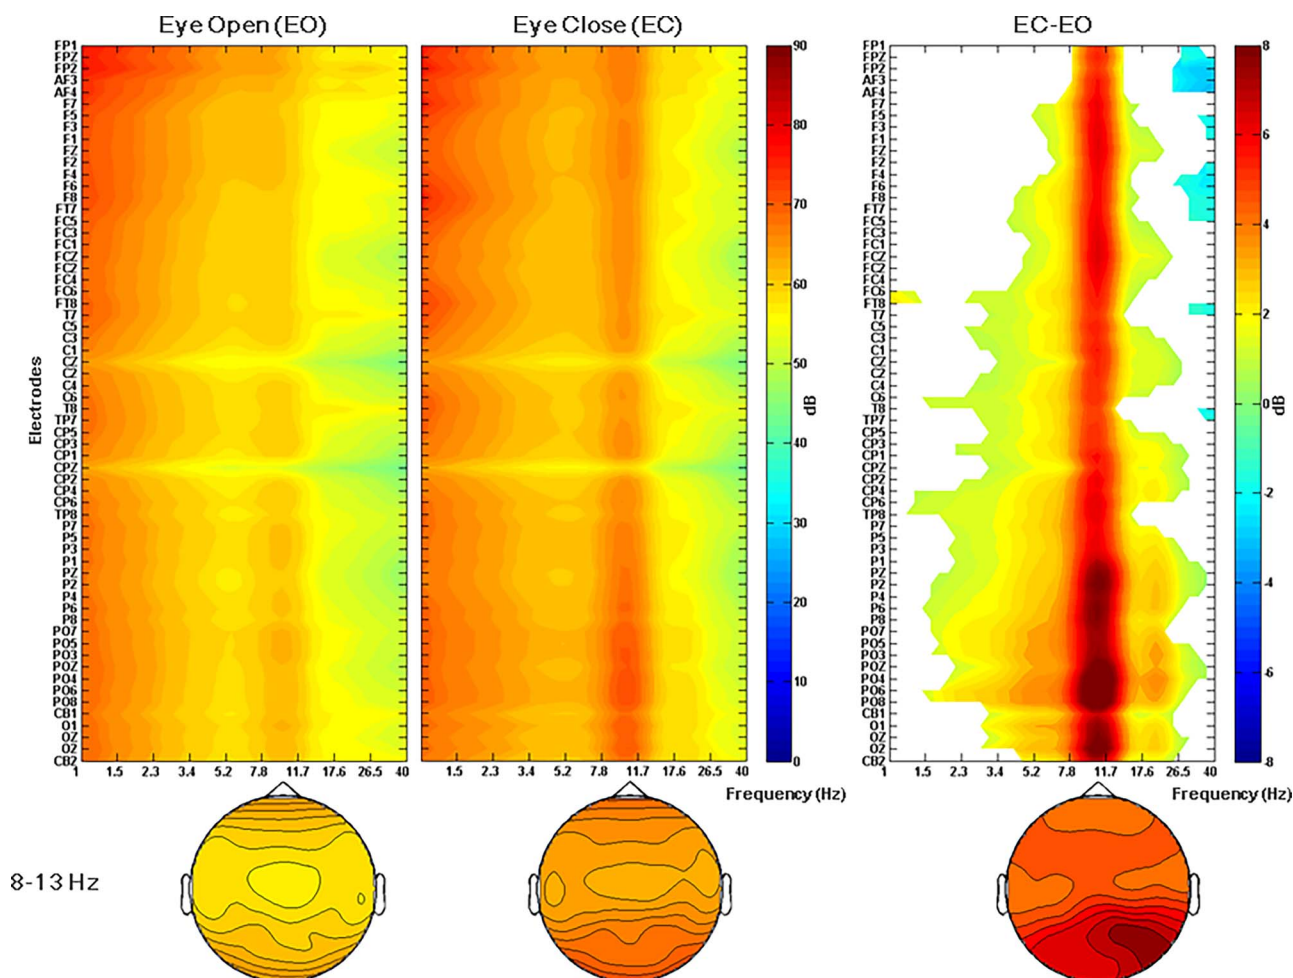 Eye Open (EO) Eye Close (EC) EC-EO
FP1
FPZ
FP2
AF3
AF4
F7
F5
F3
F1
FZ
F2
F4
F6
F8
FT7
FC5
FC3
FC1
FCZ
FC2
FC4
FC6
FT8
T7
C5
C3
C1
CZ
C2
C4
C6
T8
TP7
CP5
CP3
CP1
CPZ
CP2
CP4
CP6
TP8
P7
P5
P3
P1
PZ
P2
P4
P6
P8
PO7
PO5
PO3
POZ
PO4
PO6
PO8
CB1
O1
OZ
O2
CB2
Electrodes
90
80
70
60
50
40
30
20
10
0
dB
8
6
4
2
0
-2
-4
-6
-8
dB
1 1.5 2.3 3.4 5.2 7.8 11.7 17.6 26.5 40
1 1.5 2.3 3.4 5.2 7.8 11.7 17.6 26.5 40
1 1.5 2.3 3.4 5.2 7.8 11.7 17.6 26.5 40
Frequency (Hz) Frequency (Hz)
8-13 Hz